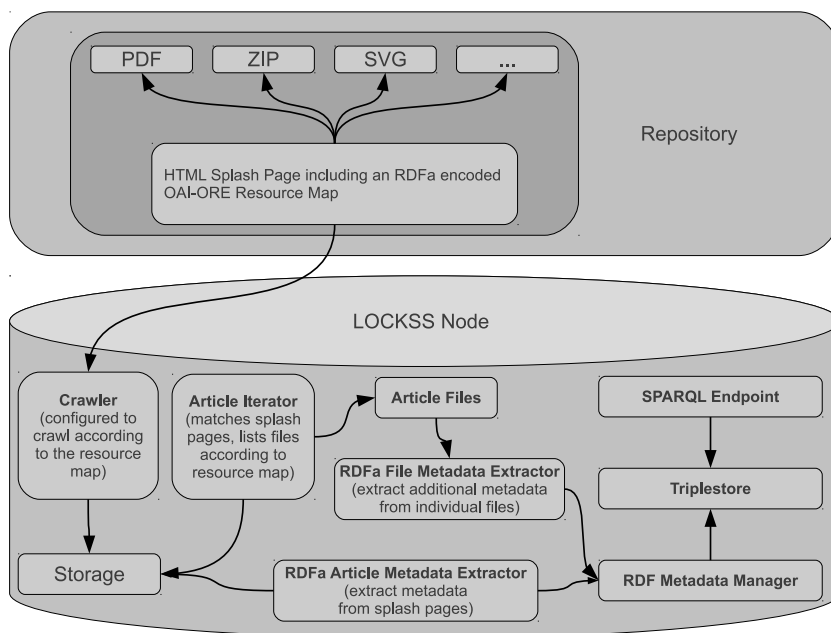 PDF
ZIP
SVG
...
HTML Splash Page including an RDFa encoded
OAI-ORE Resource Map
Repository
LOCKSS Node
Crawler
(configured to
crawl according
to the resource
map)
Article Iterator
(matches splash
pages, lists files
according to
resource map)
Article Files
SPARQL Endpoint
RDFa File Metadata Extractor
(extract additional metadata
from individual files)
Triplestore
Storage
RDFa Article Metadata Extractor
(extract metadata
from splash pages)
RDF Metadata Manager